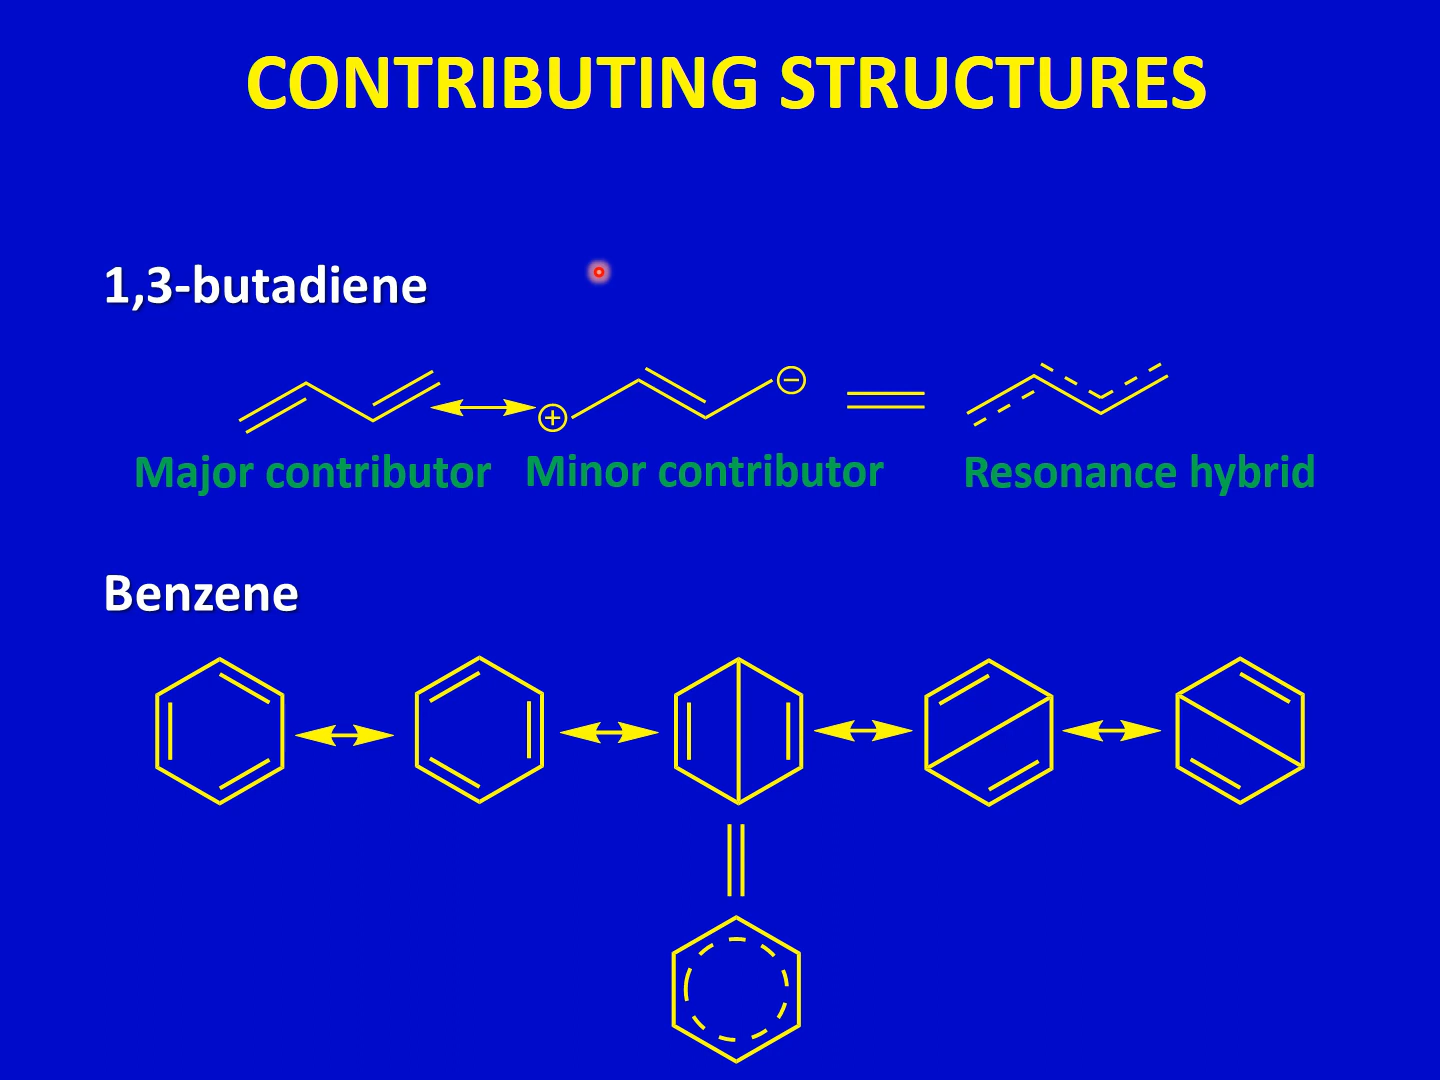 CONTRIBUTING STRUCTURES
1,3-butadiene
+ −
Major contributor Minor contributor Resonance hybrid
Benzene